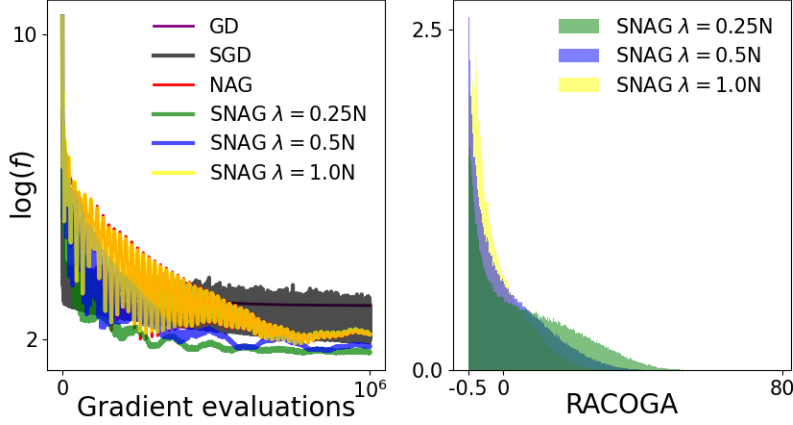 10
2
log(f)
GD
SGD
NAG
SNAG λ = 0.25N
SNAG λ = 0.5N
SNAG λ = 1.0N
0
10⁶
Gradient evaluations
2.5
0.0
SNAG λ = 0.25N
SNAG λ = 0.5N
SNAG λ = 1.0N
-0.5
0
80
RACOGA